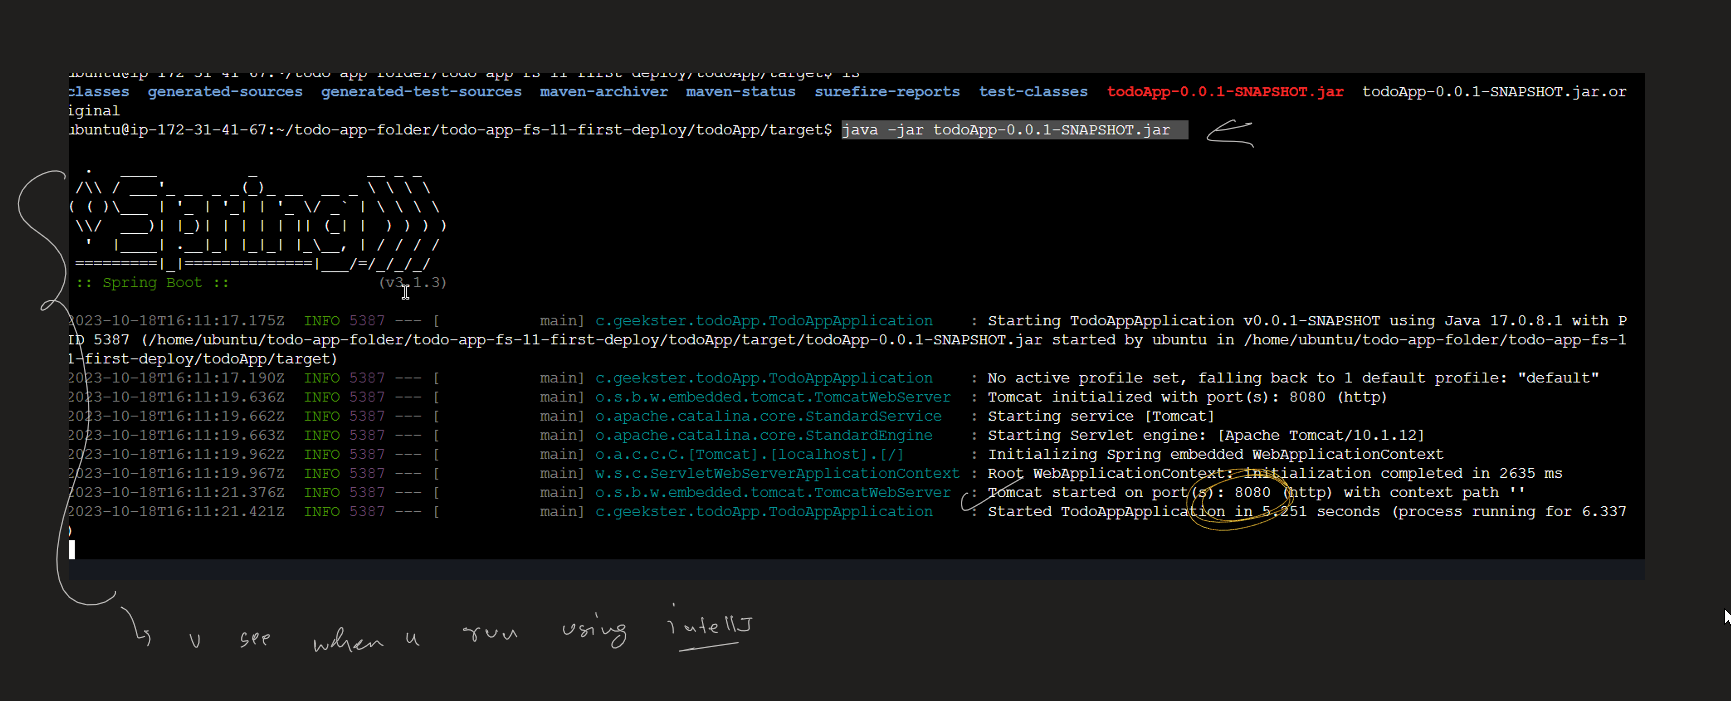 ubuntu@ip-172-31-41-67:~/todo-app-folder/todo-app-fs-11-first-deploy/todoApp/target$ ls
classes generated-sources generated-test-sources maven-archiver maven-status surefire-reports test-classes todoApp-0.0.1-SNAPSHOT.jar todoApp-0.0.1-SNAPSHOT.jar.or
iginal
ubuntu@ip-172-31-41-67:~/todo-app-folder/todo-app-fs-11-first-deploy/todoApp/target$ java -jar todoApp-0.0.1-SNAPSHOT.jar
Spring
:: Spring Boot :: (v3.1.3)
2023-10-18T16:11:17.175Z INFO 5387 --- [ main] c.geekster.todoApp.TodoAppApplication : Starting TodoAppApplication v0.0.1-SNAPSHOT using Java 17.0.8.1 with P
ID 5387 (/home/ubuntu/todo-app-folder/todo-app-fs-11-first-deploy/todoApp/target/todoApp-0.0.1-SNAPSHOT.jar started by ubuntu in /home/ubuntu/todo-app-folder/todo-app-fs-1
1-first-deploy/todoApp/target)
2023-10-18T16:11:17.190Z INFO 5387 --- [ main] c.geekster.todoApp.TodoAppApplication : No active profile set, falling back to 1 default profile: "default"
2023-10-18T16:11:19.636Z INFO 5387 --- [ main] o.s.b.w.embedded.tomcat.TomcatWebServer : Tomcat initialized with port(s): 8080 (http)
2023-10-18T16:11:19.662Z INFO 5387 --- [ main] o.apache.catalina.core.StandardService : Starting service [Tomcat]
2023-10-18T16:11:19.663Z INFO 5387 --- [ main] o.apache.catalina.core.StandardEngine : Starting Servlet engine: [Apache Tomcat/10.1.12]
2023-10-18T16:11:19.962Z INFO 5387 --- [ main] o.a.c.c.C.[Tomcat].[localhost].[/] : Initializing Spring embedded WebApplicationContext
2023-10-18T16:11:19.967Z INFO 5387 --- [ main] w.s.c.ServletWebServerApplicationContext : Root WebApplicationContext: initialization completed in 2635 ms
2023-10-18T16:11:21.376Z INFO 5387 --- [ main] o.s.b.w.embedded.tomcat.TomcatWebServer : Tomcat started on port(s): 8080 (http) with context path ''
2023-10-18T16:11:21.421Z INFO 5387 --- [ main] c.geekster.todoApp.TodoAppApplication : Started TodoAppApplication in 5.251 seconds (process running for 6.337
)
u see when u run using intellJ